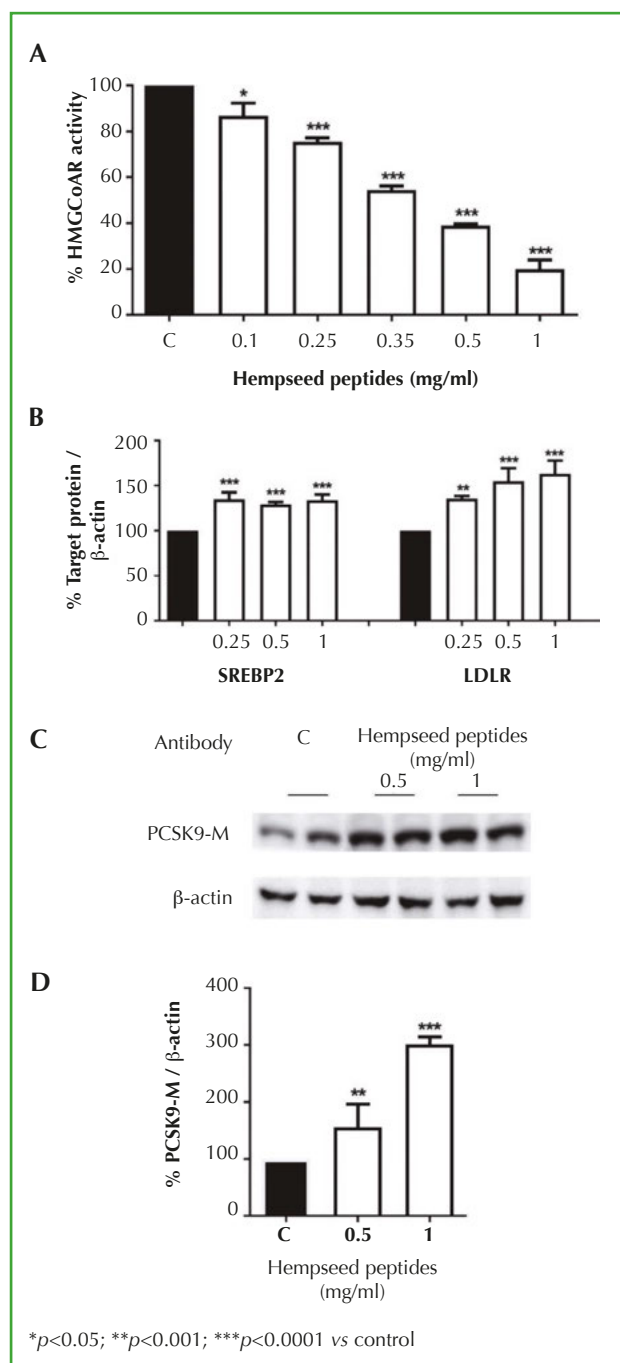 A
% HMGCoAR activity
100
80
60
40
20
0
* *** *** *** ***
C 0.1 0.25 0.35 0.5 1
Hempseed peptides (mg/ml)
B
% Target protein /
β-actin
200
150
100
50
0
*** *** *** ** *** ***
0.25 0.5 1 0.25 0.5 1
SREBP2 LDLR
C
Antibody C Hempseed peptides
(mg/ml)
0.5 1
PCSK9-M
β-actin
D
% PCSK9-M / β-actin
400
300
200
100
0
** ***
C 0.5 1
Hempseed peptides
(mg/ml)
*p<0.05; **p<0.001; ***p<0.0001 vs control